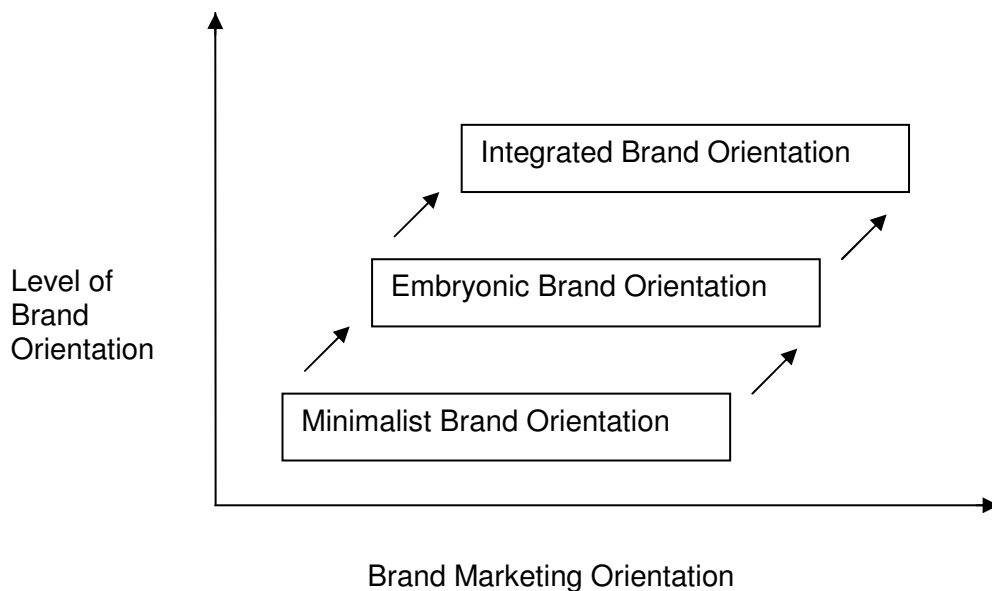 Integrated Brand Orientation
Embryonic Brand Orientation
Level of
Brand
Orientation
Minimalist Brand Orientation
Brand Marketing Orientation